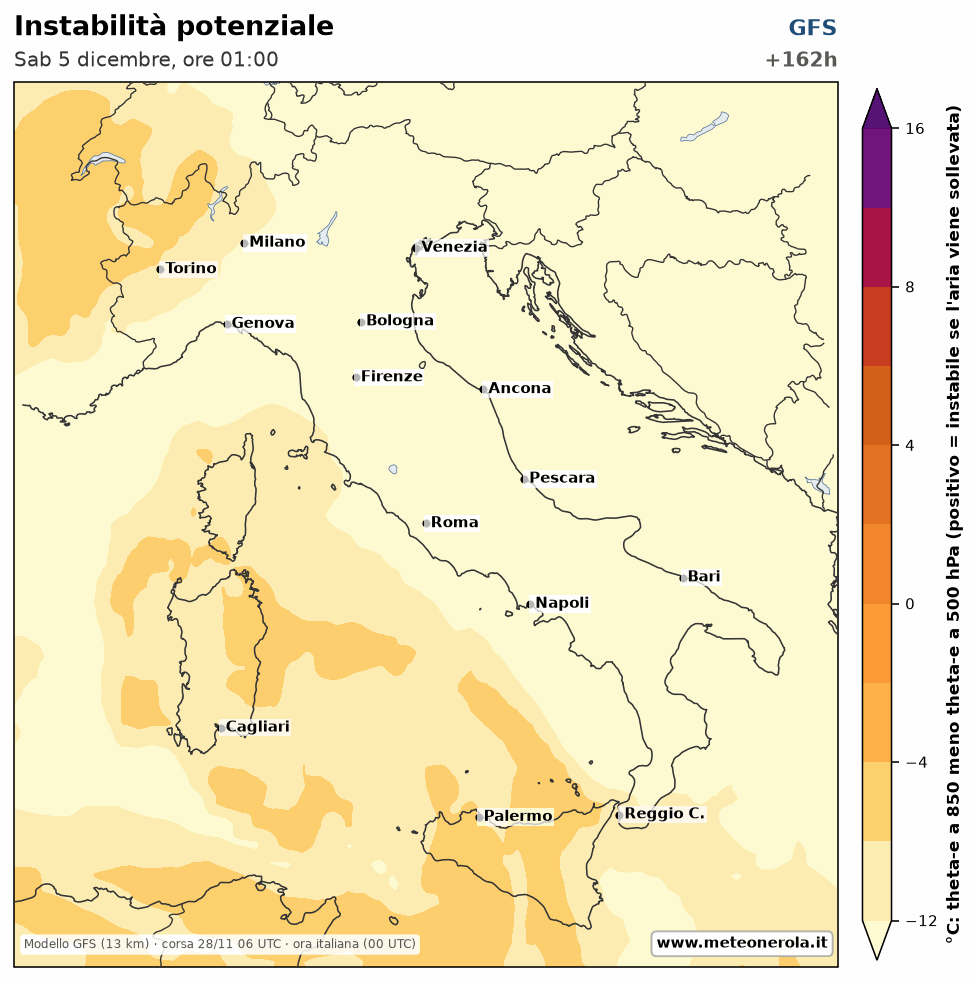 Instabilità potenziale
GFS
Sab 5 dicembre, ore 01:00
+162h
Milano
Venezia
Torino
Genova
Bologna
Firenze
Ancona
Pescara
Roma
Bari
Napoli
Cagliari
Palermo
Reggio C.
16
8
4
0
−4
−12
°C: theta-e a 850 meno theta-e a 500 hPa (positivo = instabile se l'aria viene sollevata)
Modello GFS (13 km) · corsa 28/11 06 UTC · ora italiana (00 UTC)
www.meteonerola.it